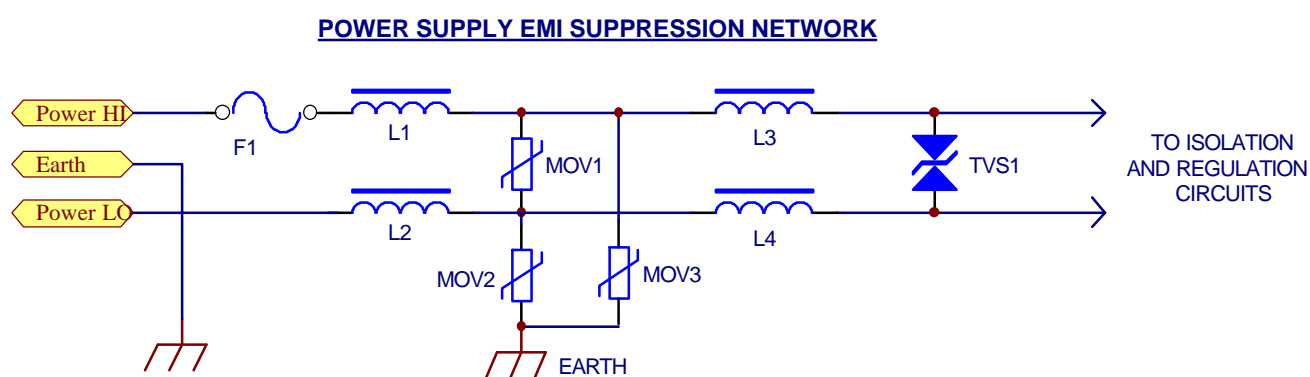 POWER SUPPLY EMI SUPPRESSION NETWORK
Power HI
F1
L1
L3
Earth
MOV1
TVS1
TO ISOLATION
AND REGULATION
CIRCUITS
Power LO
L2
L4
MOV2
MOV3
EARTH